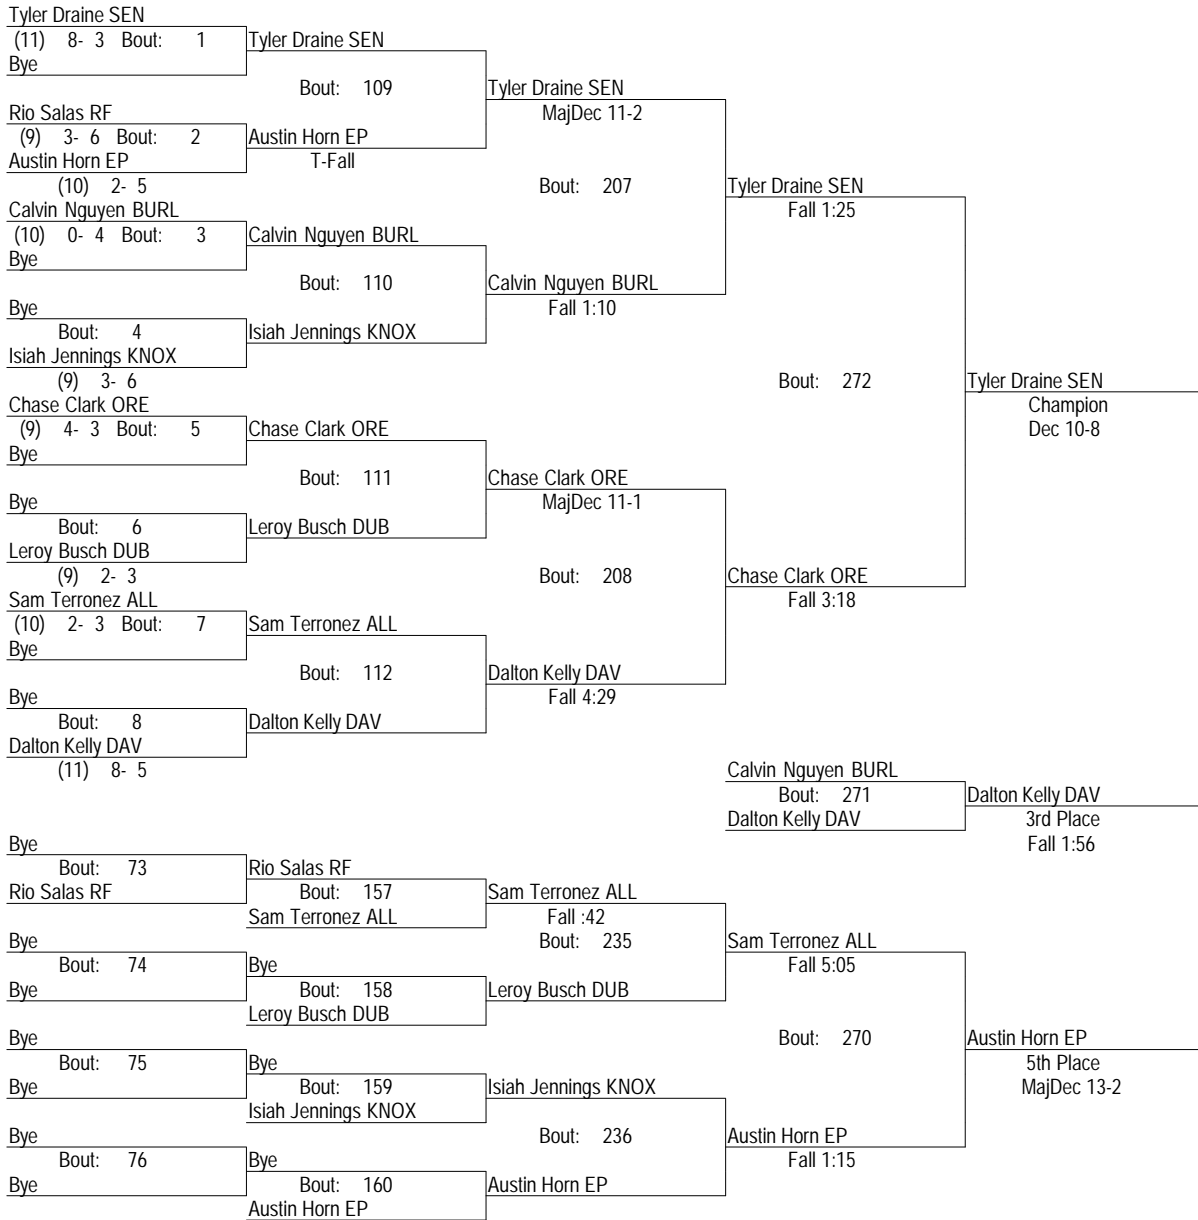 Tyler Draine SEN
(11) 8- 3 Bout: 1 Tyler Draine SEN
Bye
Bout: 109 Tyler Draine SEN
Rio Salas RF MajDec 11-2
(9) 3- 6 Bout: 2 Austin Horn EP
Austin Horn EP T-Fall
(10) 2- 5 Bout: 207 Tyler Draine SEN
Calvin Nguyen BURL Fall 1:25
(10) 0- 4 Bout: 3 Calvin Nguyen BURL
Bye
Bout: 110 Calvin Nguyen BURL
Bye Fall 1:10
Bout: 4 Isiah Jennings KNOX
Isiah Jennings KNOX
(9) 3- 6 Bout: 272 Tyler Draine SEN
Chase Clark ORE Champion
(9) 4- 3 Bout: 5 Chase Clark ORE Dec 10-8
Bye
Bout: 111 Chase Clark ORE
Bye MajDec 11-1
Bout: 6 Leroy Busch DUB
Leroy Busch DUB
(9) 2- 3 Bout: 208 Chase Clark ORE
Sam Terronez ALL Fall 3:18
(10) 2- 3 Bout: 7 Sam Terronez ALL
Bye
Bout: 112 Dalton Kelly DAV
Bye Fall 4:29
Bout: 8 Dalton Kelly DAV
Dalton Kelly DAV
(11) 8- 5 Calvin Nguyen BURL
Bout: 271 Dalton Kelly DAV
Dalton Kelly DAV 3rd Place
Bye Fall 1:56
Bout: 73 Rio Salas RF
Rio Salas RF Bout: 157 Sam Terronez ALL
Sam Terronez ALL Fall :42
Bye Bout: 235 Sam Terronez ALL
Bout: 74 Bye Fall 5:05
Bye Bout: 158 Leroy Busch DUB
Leroy Busch DUB
Bye Bout: 270 Austin Horn EP
Bout: 75 Bye 5th Place
Bye Bout: 159 Isiah Jennings KNOX MajDec 13-2
Isiah Jennings KNOX
Bye Bout: 236 Austin Horn EP
Bout: 76 Bye Fall 1:15
Bye Bout: 160 Austin Horn EP
Austin Horn EP